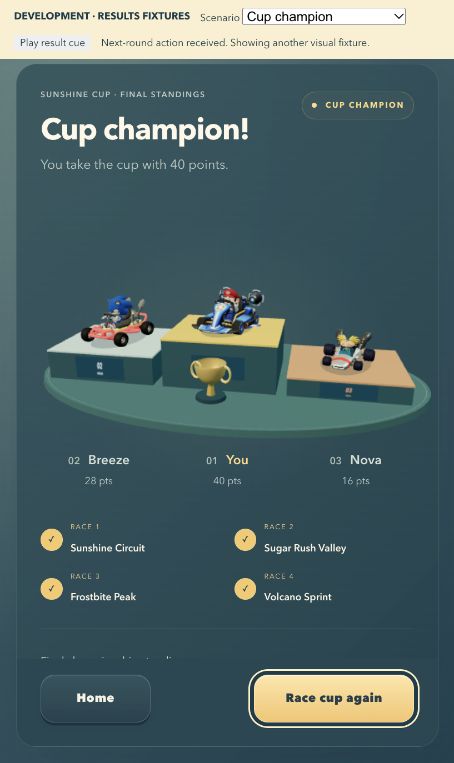 DEVELOPMENT · RESULTS FIXTURES Scenario Cup champion
Play result cue Next-round action received. Showing another visual fixture.
SUNSHINE CUP · FINAL STANDINGS
CUP CHAMPION
Cup champion!
You take the cup with 40 points.
02 Breeze 01 You 03 Nova
28 pts 40 pts 16 pts
RACE 1 RACE 2
Sunshine Circuit Sugar Rush Valley
RACE 3 RACE 4
Frostbite Peak Volcano Sprint
Home Race cup again